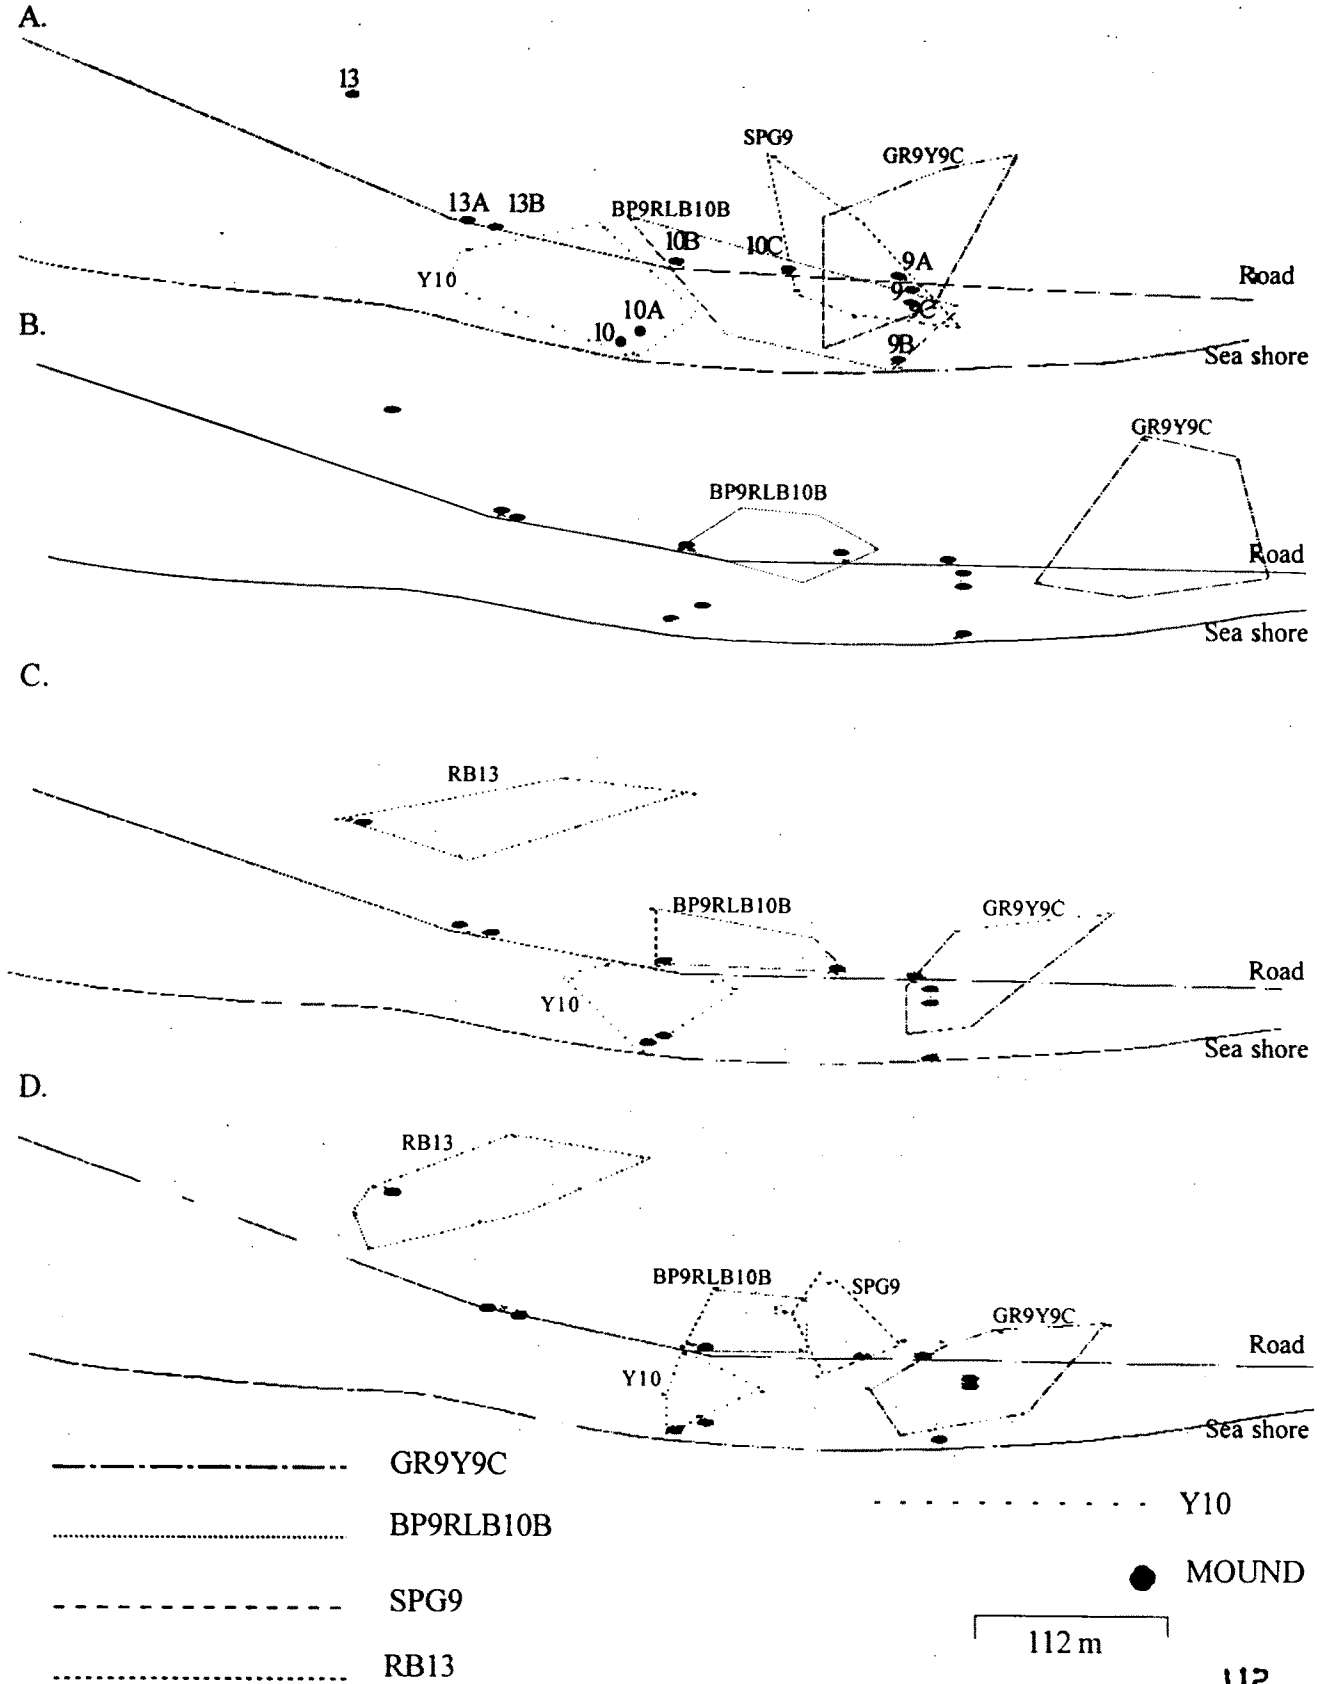 A.
13
SPG9
GR9Y9C
13A 13B
BP9RLB10B
10B 10C
9A
Y10
Road
9
9C
10A
10
9B
B.
Sea shore
GR9Y9C
BP9RLB10B
Road
Sea shore
C.
RB13
BP9RLB10B
GR9Y9C
Road
Y10
Sea shore
D.
RB13
BP9RLB10B
SPG9
GR9Y9C
Road
Y10
Sea shore
GR9Y9C
Y10
BP9RLB10B
MOUND
SPG9
112 m
RB13
112